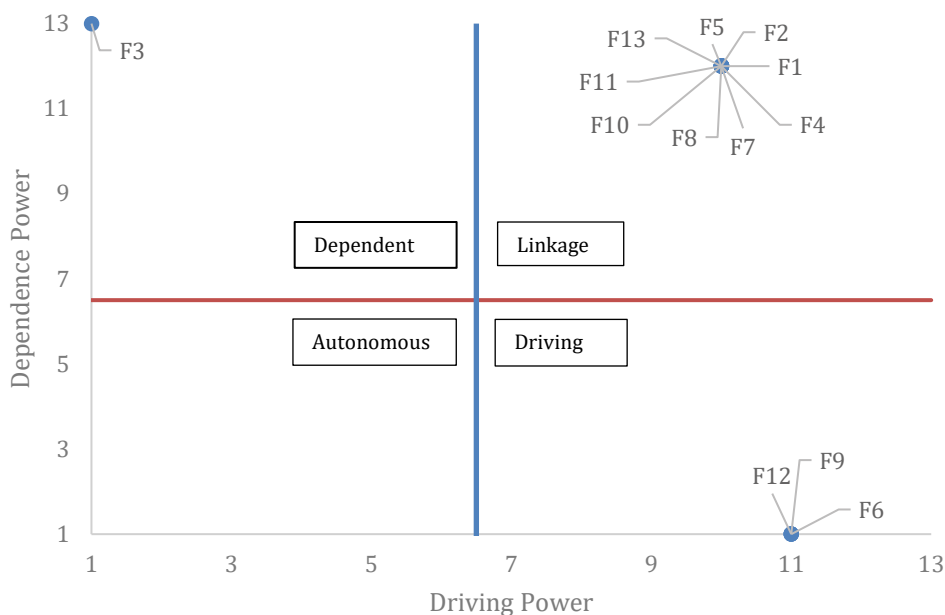 13
F3
F5
F2
F13
F1
F11
11
F10
F4
F8
F7
9
Dependent
Linkage
7
Autonomous
Driving
5
3
F9
F12
F6
1
1 3 5 7 9 11 13
Dependence Power
Driving Power